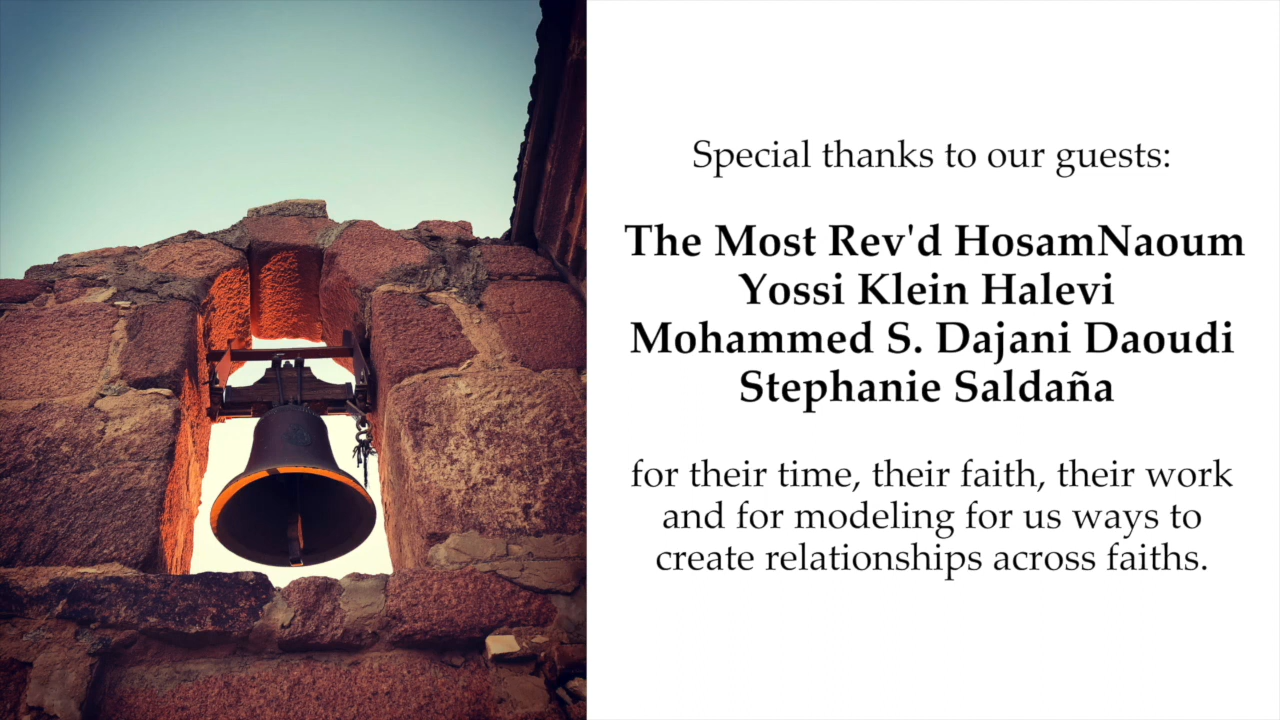 Special thanks to our guests:
The Most Rev'd HosamNaoum
Yossi Klein Halevi
Mohammed S. Dajani Daoudi
Stephanie Saldaña
for their time, their faith, their work
and for modeling for us ways to
create relationships across faiths.